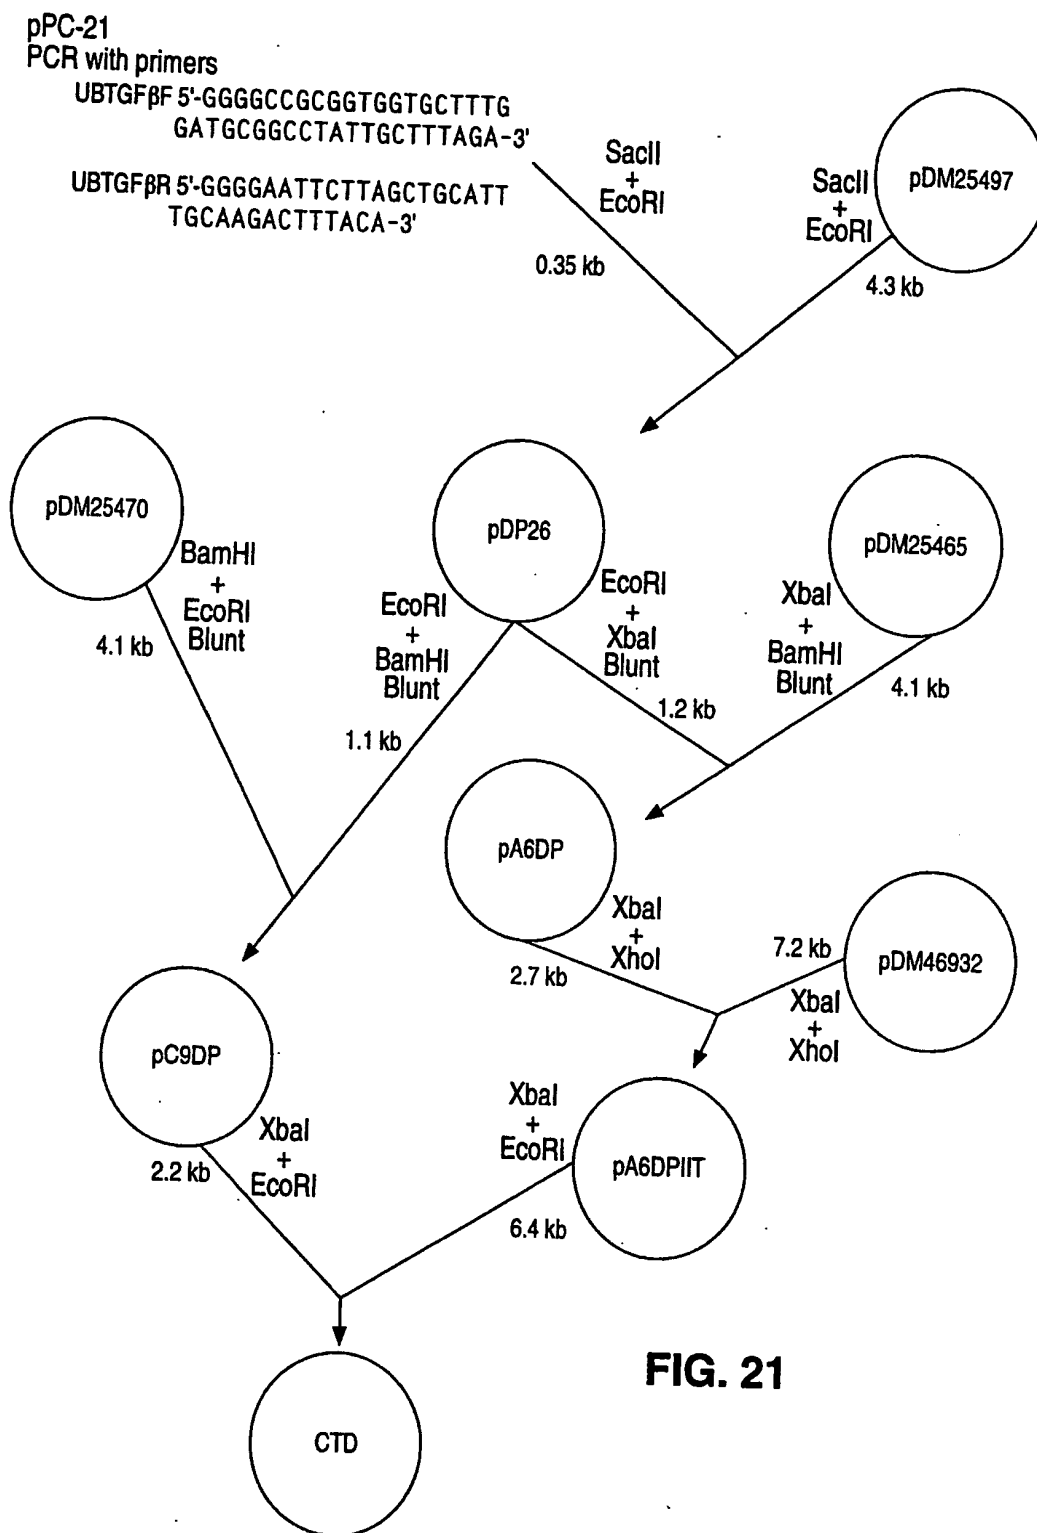 pPC-21
PCR with primers
UBTGFβF 5'-GGGGCCGCGGTGGTGCTTTG
GATGCGGCCTATTGCTTTAGA-3'
UBTGFβR 5'-GGGGAATTCTTAGCTGCATT
TGCAAGACTTTACA-3'
SacII
+
EcoRI
0.35 kb
SacII
+
EcoRI
pDM25497
4.3 kb
pDM25470
BamHI
+
EcoRI
Blunt
4.1 kb
pDP26
EcoRI
+
BamHI
Blunt
1.1 kb
EcoRI
+
XbaI
Blunt
1.2 kb
pDM25465
XbaI
+
BamHI
Blunt
4.1 kb
pA6DP
XbaI
+
XhoI
2.7 kb
7.2 kb
pDM46932
XbaI
+
XhoI
pC9DP
XbaI
+
EcoRI
2.2 kb
XbaI
+
EcoRI
pA6DPIIT
6.4 kb
CTD
FIG. 21